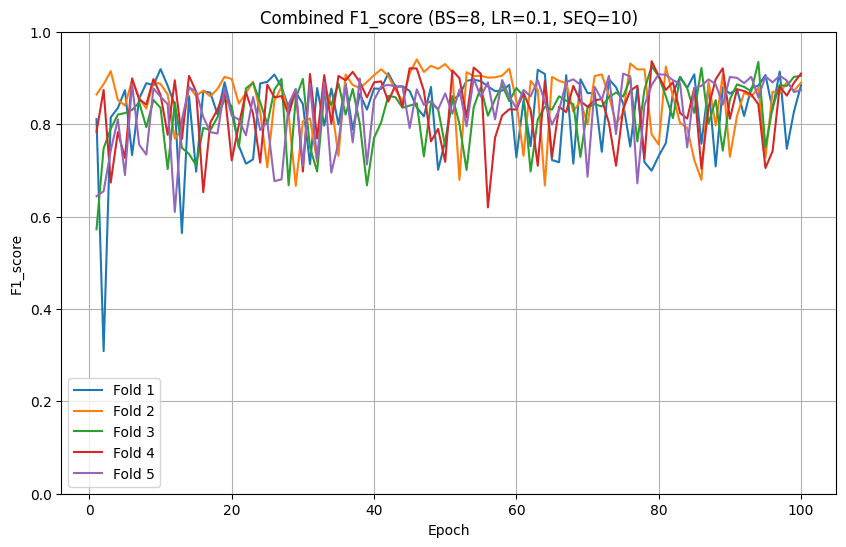 Combined F1_score (BS=8, LR=0.1, SEQ=10)
1.0
0.8
0.6
0.4
0.2
0.0
F1_score
Fold 1
Fold 2
Fold 3
Fold 4
Fold 5
0 20 40 60 80 100
Epoch